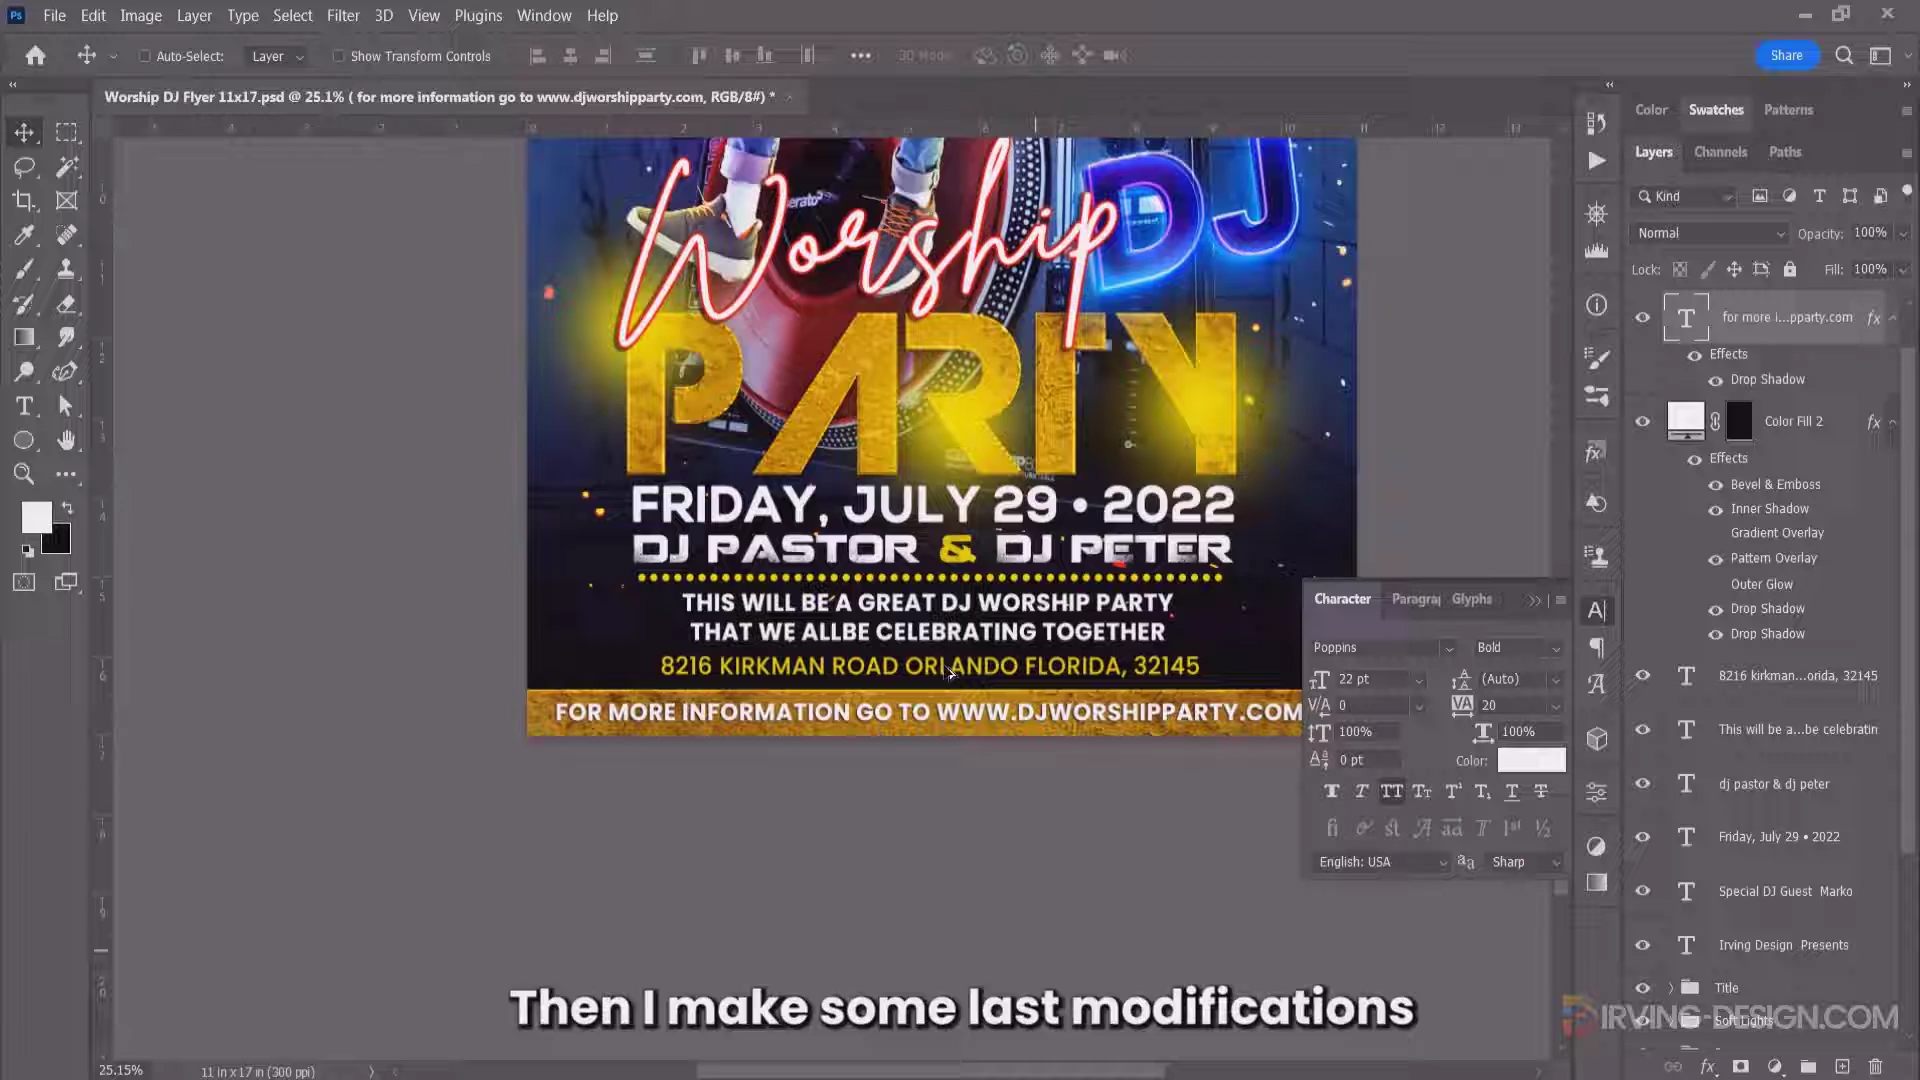 Ps File Edit Image Layer Type Select Filter 3D View Plugins Window Help
Auto-Select: Layer Show Transform Controls 3D Mode: Share
Worship DJ Flyer 11x17.psd @ 25.1% ( for more information go to www.djworshipparty.com, RGB/8#) *
Worship
DJ
PARTY
FRIDAY, JULY 29 • 2022
DJ PASTOR & DJ PETER
THIS WILL BE A GREAT DJ WORSHIP PARTY
THAT WE ALLBE CELEBRATING TOGETHER
8216 KIRKMAN ROAD ORLANDO FLORIDA, 32145
FOR MORE INFORMATION GO TO WWW.DJWORSHIPPARTY.COM
Character Paragra Glyphs
Poppins Bold
22 pt (Auto)
0 20
100% 100%
0 pt Color:
English: USA Sharp
Color Swatches Patterns
Layers Channels Paths
Kind
Normal Opacity: 100%
Lock: Fill: 100%
for more i...pparty.com fx
Effects
Drop Shadow
Color Fill 2 fx
Effects
Bevel & Emboss
Inner Shadow
Gradient Overlay
Pattern Overlay
Outer Glow
Drop Shadow
Drop Shadow
8216 kirkman...orida, 32145
This will be a...be celebratin
dj pastor & dj peter
Friday, July 29 • 2022
Special DJ Guest Marko
Irving Design Presents
Title
Soft Lights
IRVING-DESIGN.COM
Then I make some last modifications
25.15% 11 in x 17 in (300 ppi)